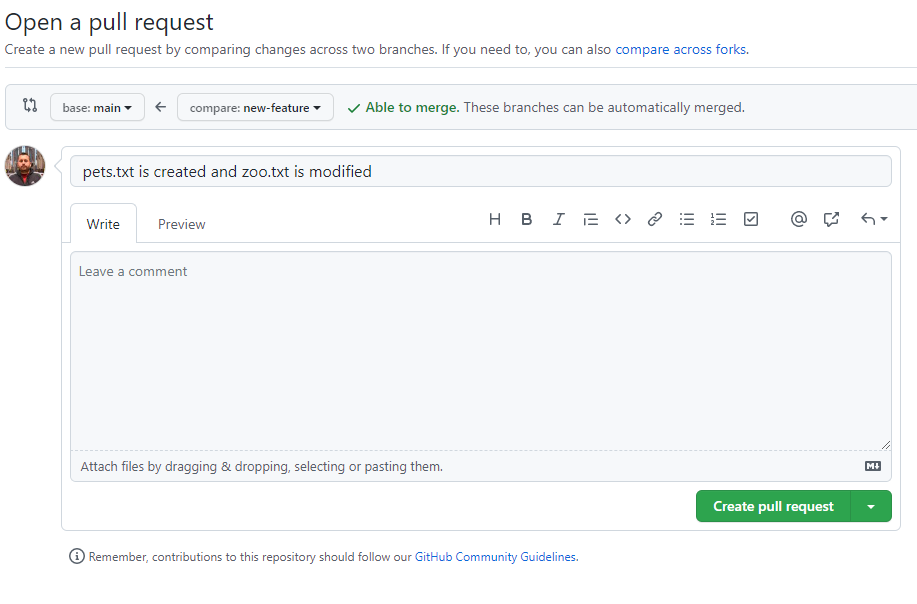 Open a pull request
Create a new pull request by comparing changes across two branches. If you need to, you can also compare across forks.
base: main compare: new-feature Able to merge. These branches can be automatically merged.
pets.txt is created and zoo.txt is modified
Write Preview H B I
Leave a comment
Attach files by dragging & dropping, selecting or pasting them.
Create pull request
Remember, contributions to this repository should follow our GitHub Community Guidelines.